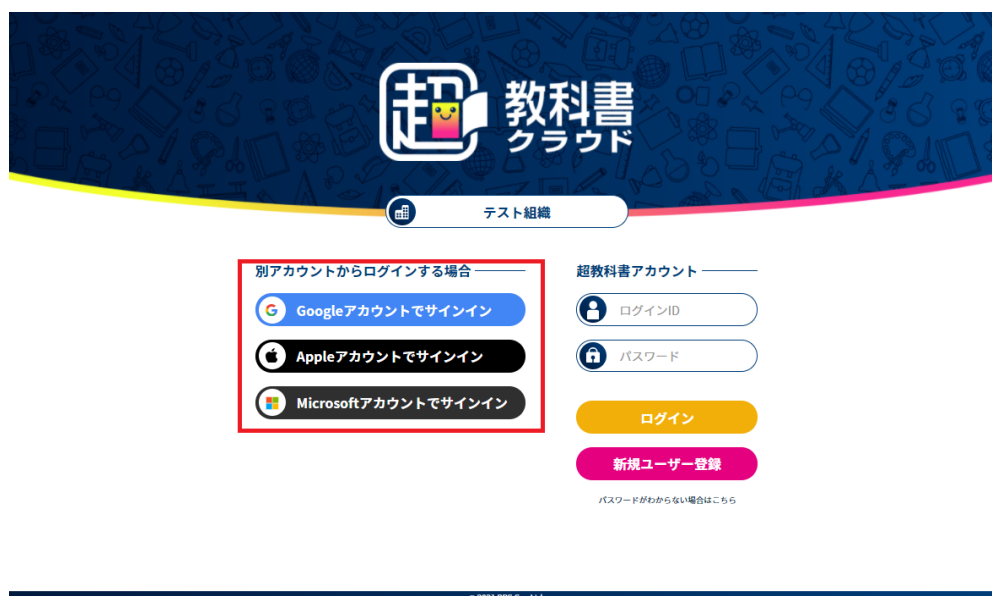 超
教科書
クラウド
テスト組織
別アカウントからログインする場合
Googleアカウントでサインイン
Appleアカウントでサインイン
Microsoftアカウントでサインイン
超教科書アカウント
ログインID
パスワード
ログイン
新規ユーザー登録
パスワードがわからない場合はこちら